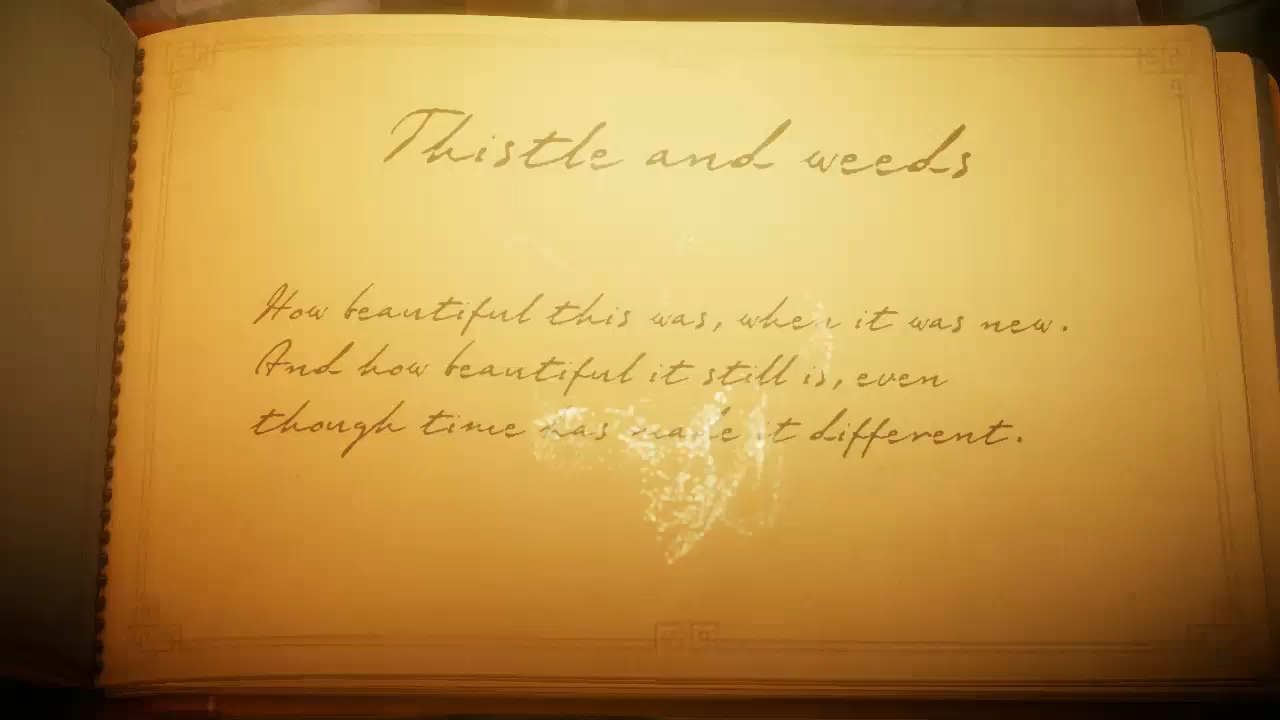 Thistle and weeds
How beautiful this was, when it was new.
And how beautiful it still is, even
though time has made it different.